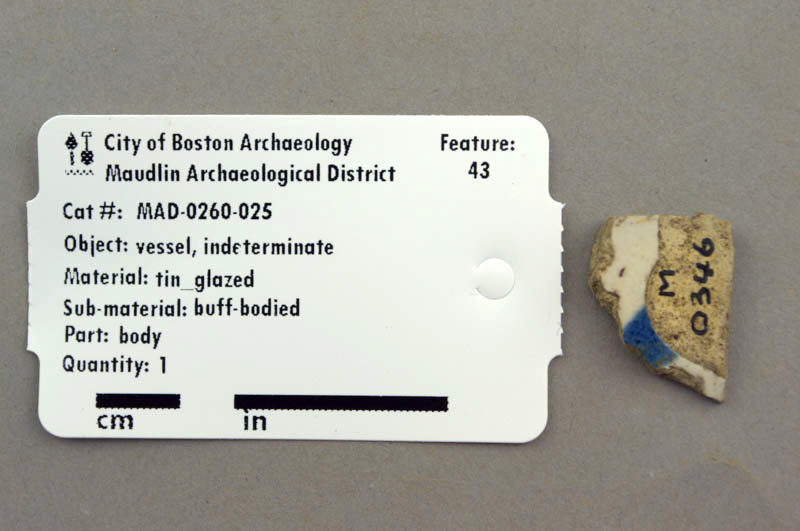 City of Boston Archaeology
Maudlin Archaeological District
Feature:
43
Cat #: MAD-0260-025
Object: vessel, indeterminate
Material: tin_glazed
Sub-material: buff-bodied
Part: body
Quantity: 1
cm
in
M
0346